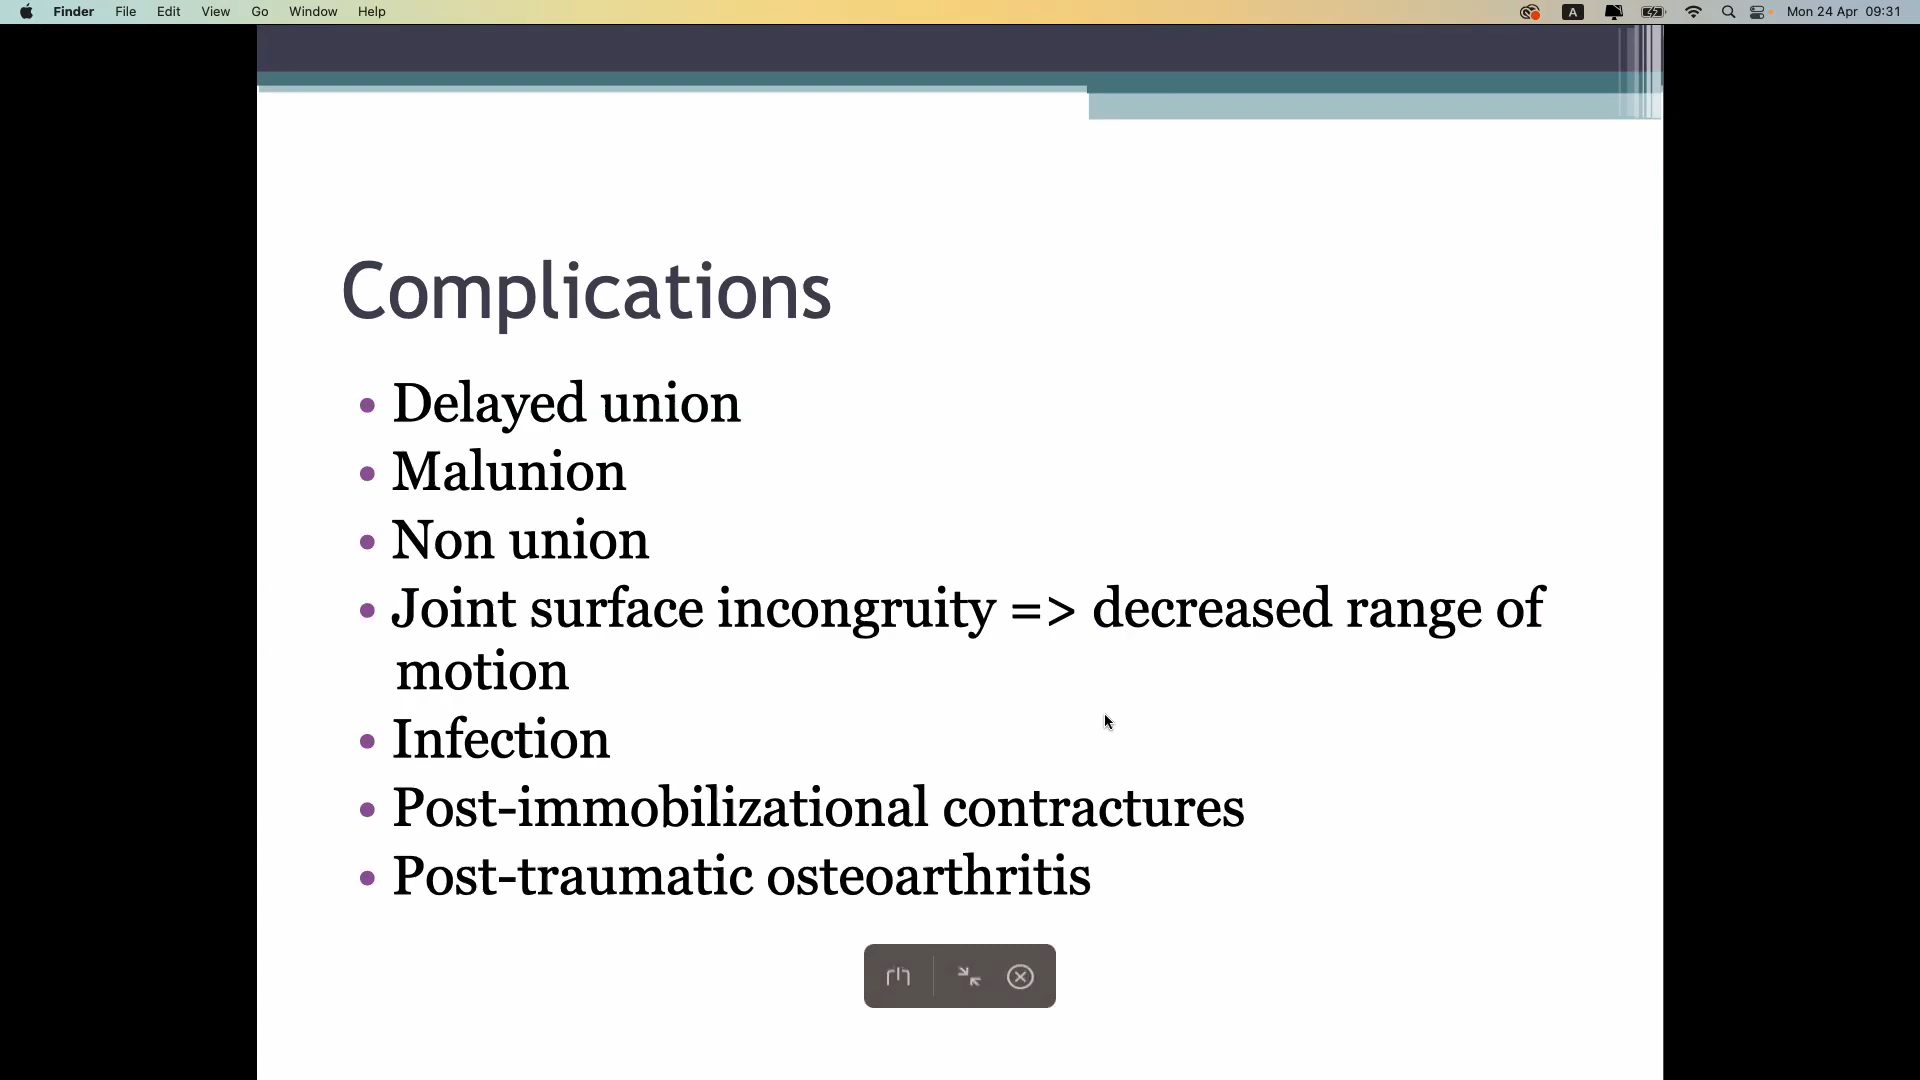 Finder File Edit View Go Window Help A Mon 24 Apr 09:31
Complications
• Delayed union
• Malunion
• Non union
• Joint surface incongruity => decreased range of
motion
• Infection
• Post-immobilizational contractures
• Post-traumatic osteoarthritis